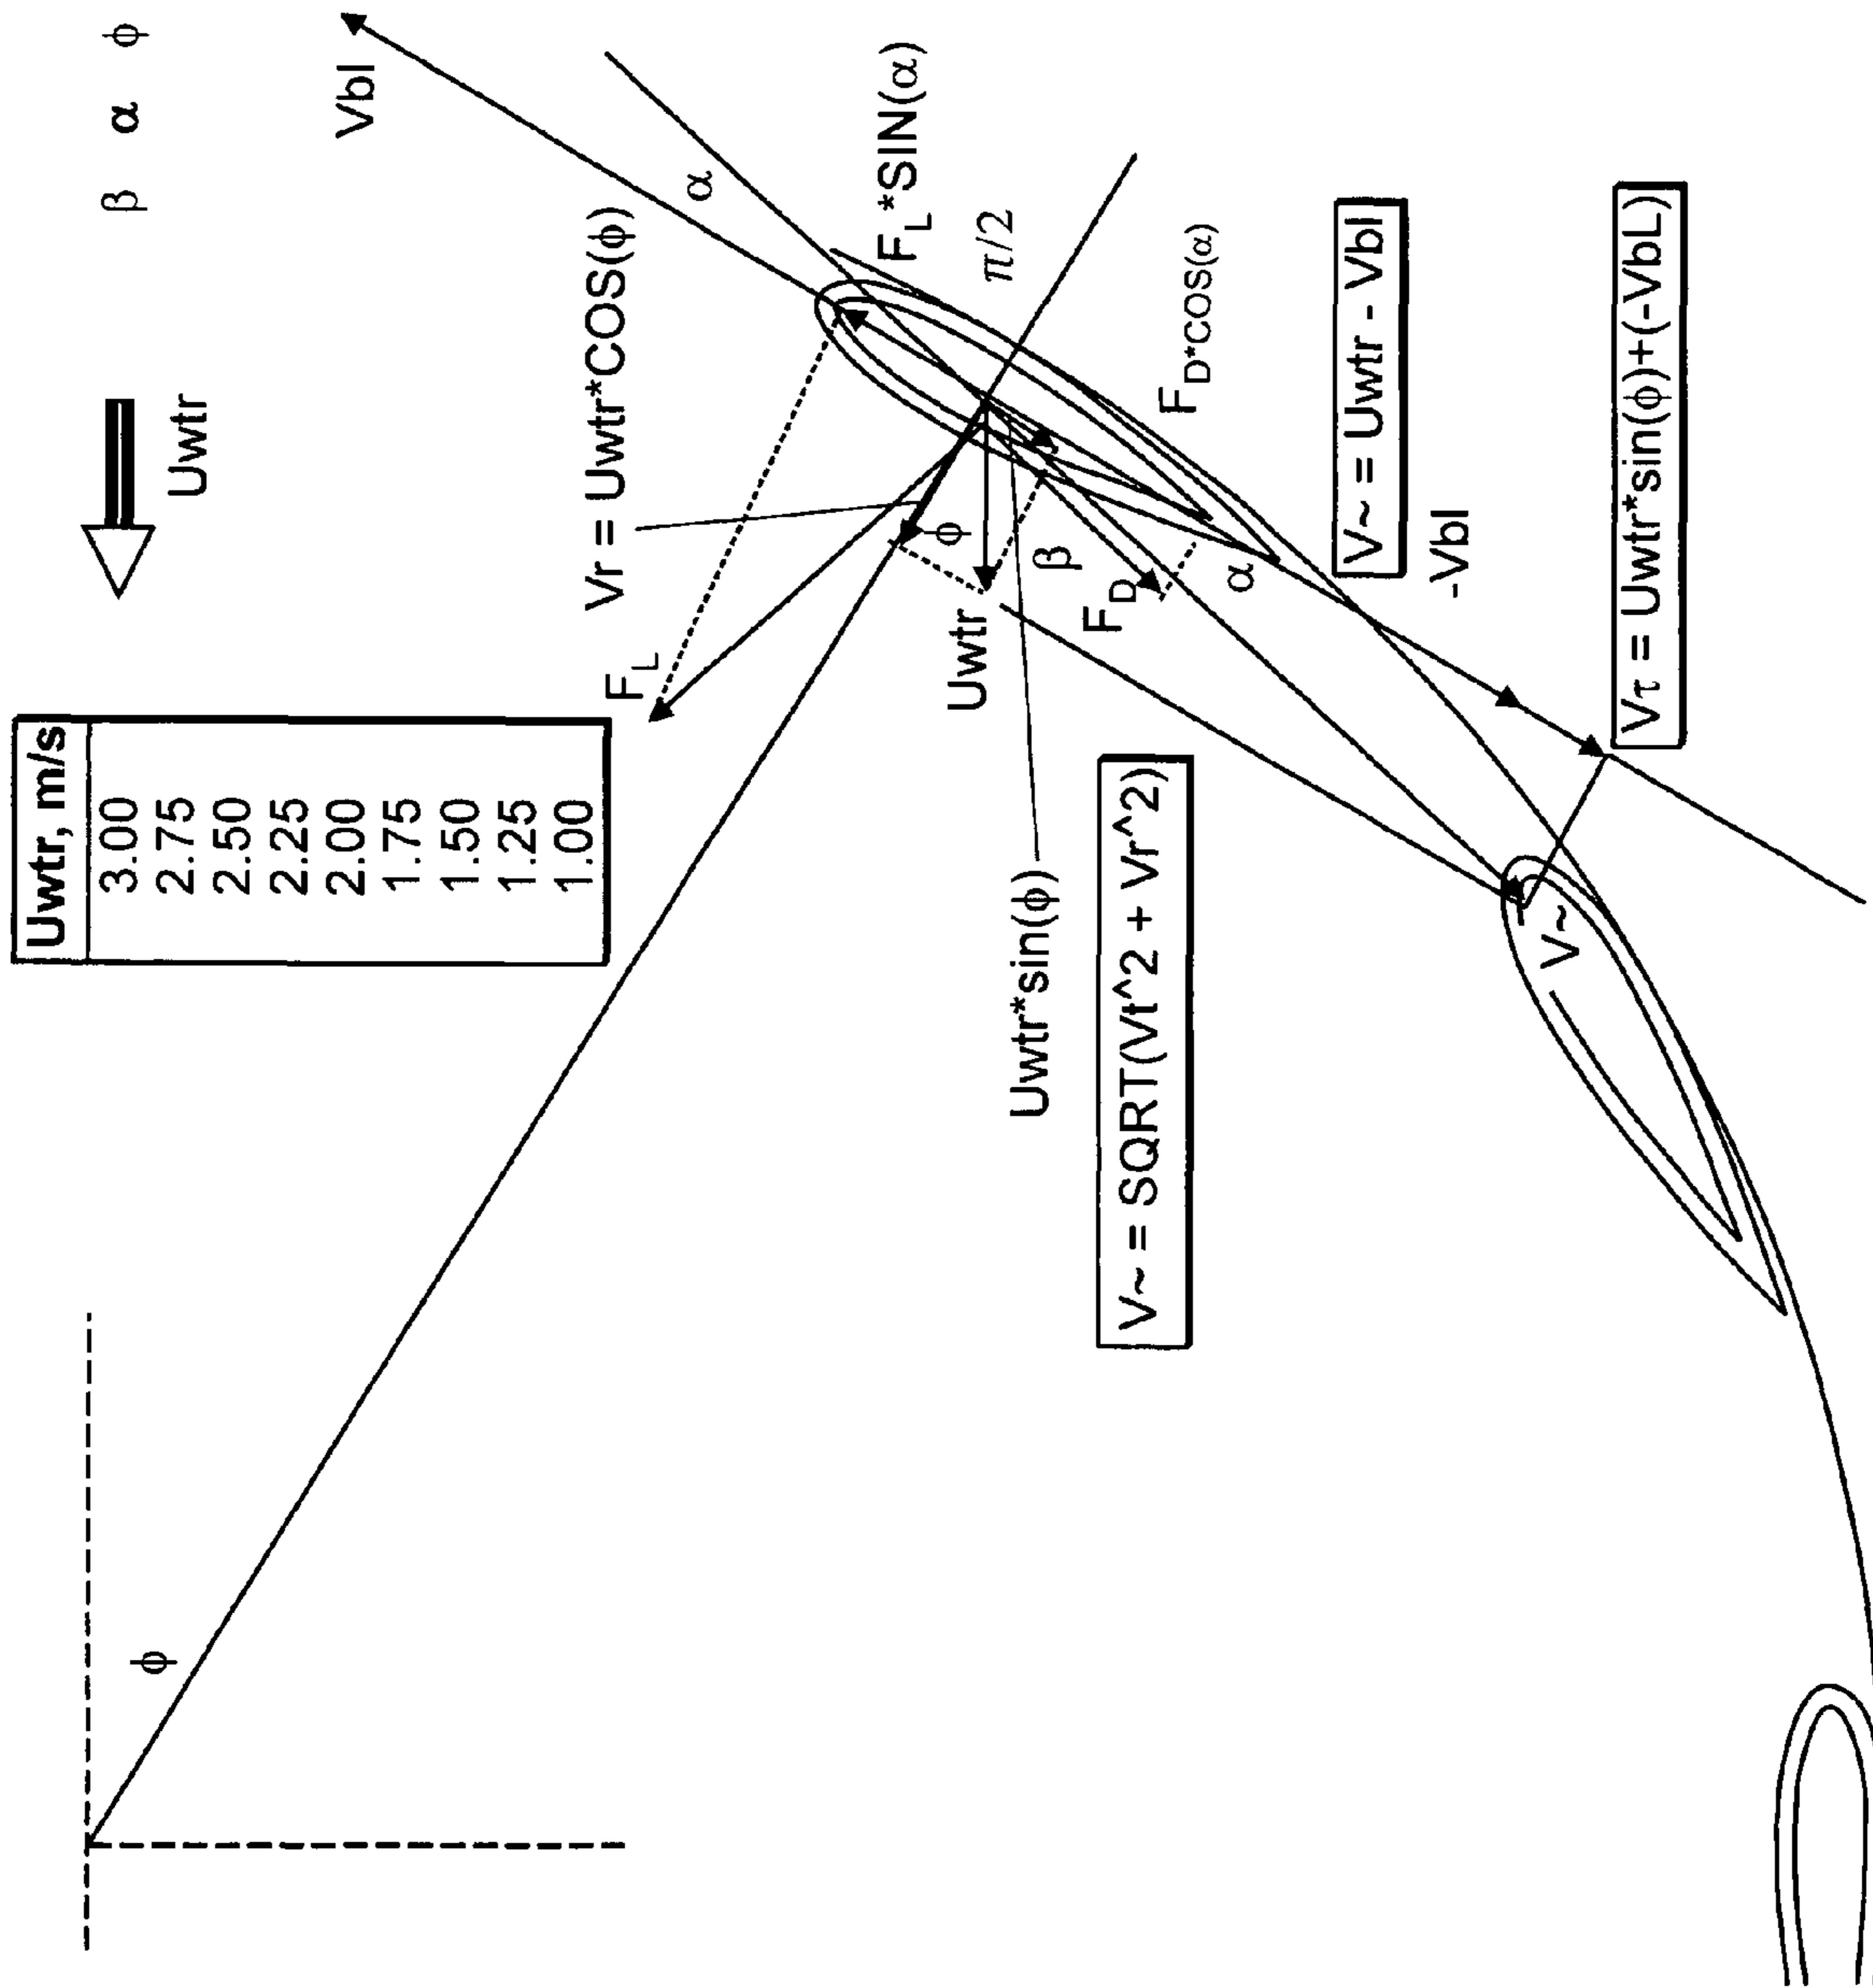 Uwtr, m/s
3.00
2.75
2.50
2.25
2.00
1.75
1.50
1.25
1.00
Uwtr
β α ϕ
Vbl
α
Vr = Uwtr*COS(ϕ)
F_L
F_L*SIN(α)
π/2
ϕ
ϕ
Uwtr
β
F_D
F_D*COS(α)
α
Uwtr*sin(ϕ)
V~ = SQRT(Vt^2 + Vr^2)
V~ = Uwtr - Vbl
-Vbl
V~
Vτ = Uwtr*sin(ϕ)+(-VbL)